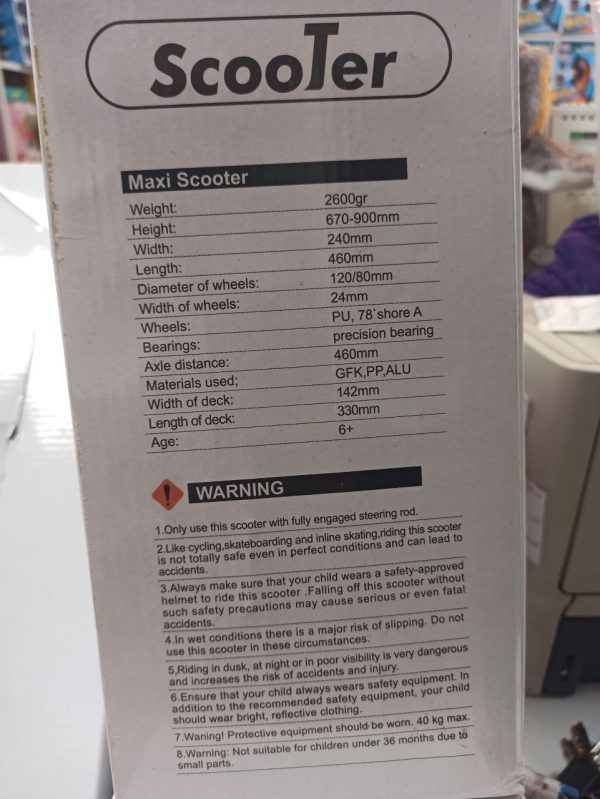 ScooTer
Maxi Scooter
Weight: 2600gr
Height: 670-900mm
Width: 240mm
Length: 460mm
Diameter of wheels: 120/80mm
Width of wheels: 24mm
Wheels: PU, 78°shore A
Bearings: precision bearing
Axle distance: 460mm
Materials used; GFK,PP,ALU
Width of deck: 142mm
Length of deck: 330mm
Age: 6+
WARNING
1.Only use this scooter with fully engaged steering rod.
2.Like cycling,skateboarding and inline skating,riding this scooter
is not totally safe even in perfect conditions and can lead to
accidents.
3.Always make sure that your child wears a safety-approved
helmet to ride this scooter .Falling off this scooter without
such safety precautions may cause serious or even fatal
accidents.
4.In wet conditions there is a major risk of slipping. Do not
use this scooter in these circumstances.
5,Riding in dusk, at night or in poor visibility is very dangerous
and increases the risk of accidents and injury.
6.Ensure that your child always wears safety equipment. In
addition to the recommended safety equipment, your child
should wear bright, reflective clothing.
7.Waning! Protective equipment should be worn. 40 kg max.
8.Warning: Not suitable for children under 36 months due to
small parts.